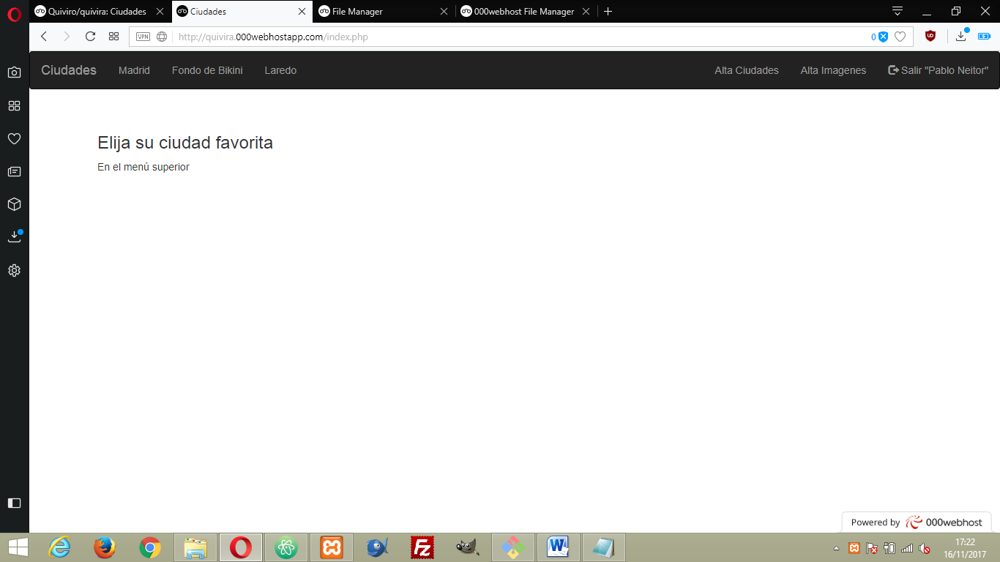 Quiviro/quivira: Ciudades
Ciudades
File Manager
000webhost File Manager
VPN
http://quivira.000webhostapp.com/index.php
0
Ciudades
Madrid
Fondo de Bikini
Laredo
Alta Ciudades
Alta Imagenes
Salir "Pablo Neitor"
Elija su ciudad favorita
En el menú superior
Powered by 000webhost
17:22
16/11/2017